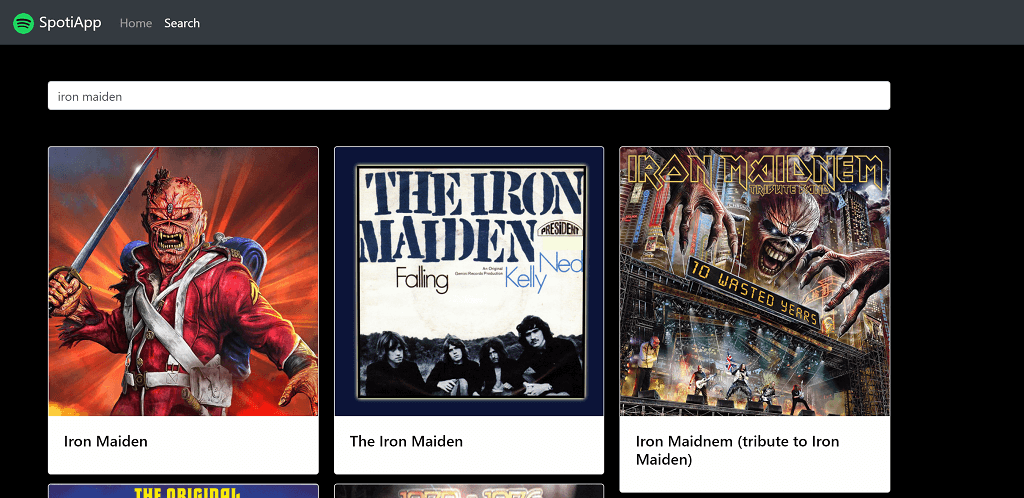 SpotiApp Home Search
iron maiden
THE IRON
MAIDEN
PRESIDENT
Falling
An Original
Gemini Records Production
Ned
Kelly
IRON MAIDNEM
TRIBUTE BAND
10 WASTED YEARS
Iron Maiden
The Iron Maiden
Iron Maidnem (tribute to Iron
Maiden)
THE ORIGINAL